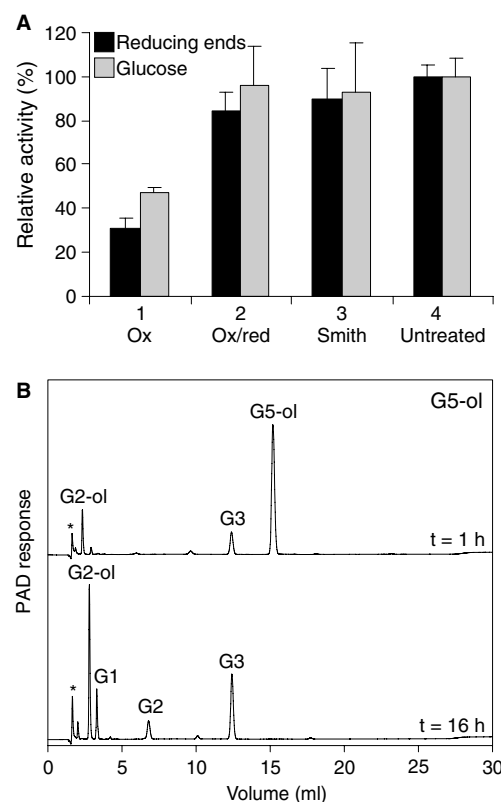 A
Relative activity (%)
120
100
80
60
40
20
0
Reducing ends
Glucose
1 2 3 4
Ox Ox/red Smith Untreated
B
PAD response
G5-ol
G5-ol
G2-ol
*
G3
t = 1 h
G2-ol
*
G1
G2
G3
t = 16 h
0 5 10 15 20 25 30
Volume (ml)